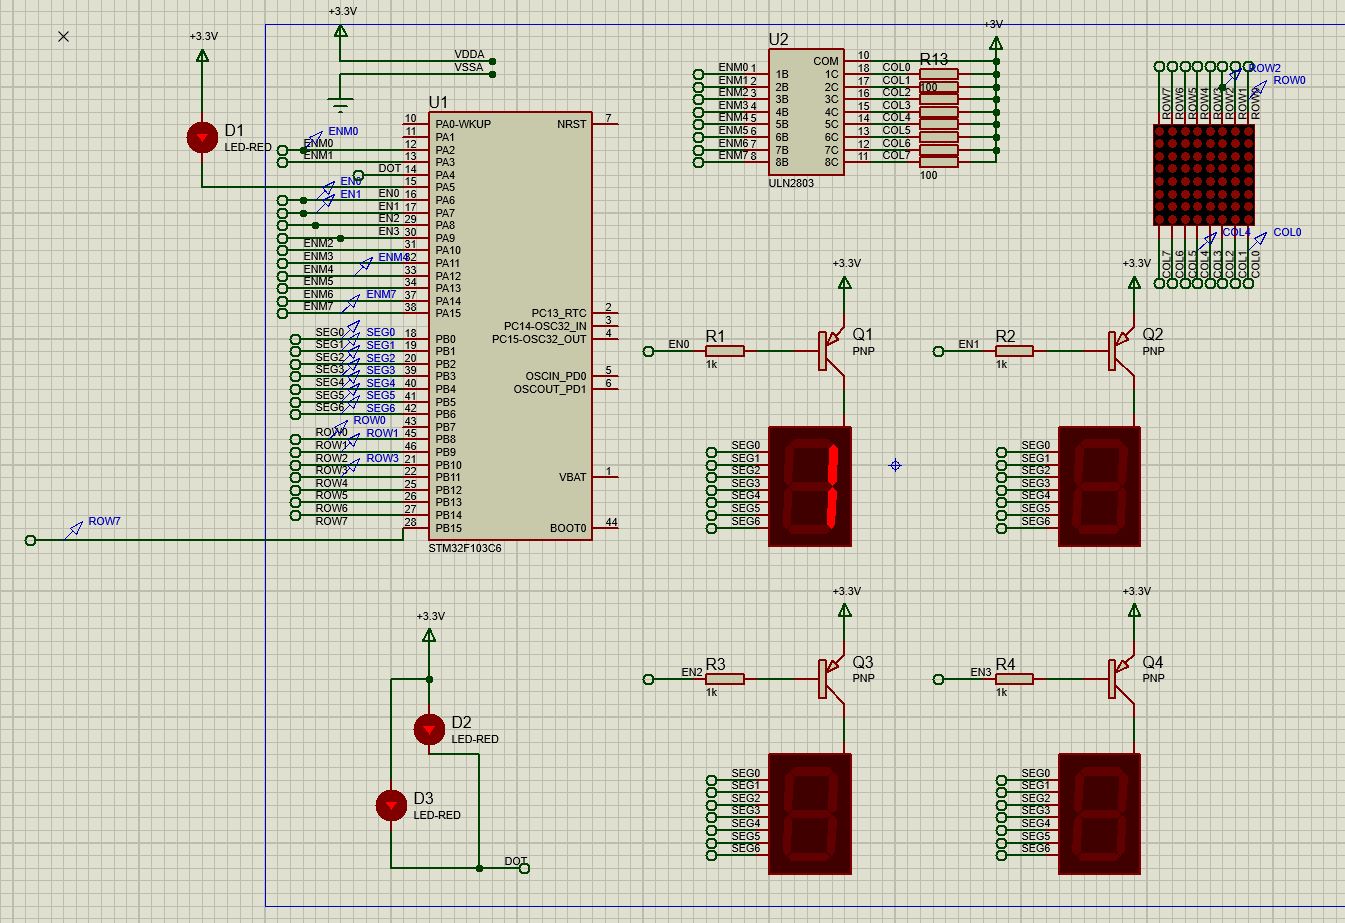 +3.3V
+3.3V
VDDA
VSSA
D1
LED-RED
U1
10 PA0-WKUP NRST 7
11 PA1
ENM0 ENM0 12 PA2
ENM1 13 PA3
DOT 14 PA4
15 PA5
EN0 EN0 16 PA6
EN1 EN1 17 PA7
EN2 29 PA8
EN3 30 PA9
ENM2 31 PA10
ENM3 ENM4 32 PA11
ENM4 33 PA12
ENM5 34 PA13
ENM6 ENM7 37 PA14
ENM7 38 PA15
PC13_RTC 2
PC14-OSC32_IN 3
PC15-OSC32_OUT 4
SEG0 SEG0 18 PB0
SEG1 SEG1 19 PB1
SEG2 SEG2 20 PB2
SEG3 SEG3 39 PB3
SEG4 SEG4 40 PB4
SEG5 SEG5 41 PB5
SEG6 SEG6 42 PB6
OSCIN_PD0 5
OSCOUT_PD1 6
ROW0 43 PB7
ROW0 ROW1 45 PB8
ROW1 46 PB9
ROW2 ROW3 21 PB10
ROW3 22 PB11
ROW4 25 PB12
ROW5 26 PB13
ROW6 27 PB14
ROW7 28 PB15
VBAT 1
BOOT0 44
STM32F103C6
ROW7
U2
+3V
R13
COM 10
ENM0 1 1B 1C 18 COL0
ENM1 2 2B 2C 17 COL1
ENM2 3 3B 3C 16 COL2
ENM3 4 4B 4C 15 COL3
ENM4 5 5B 5C 14 COL4
ENM5 6 6B 6C 13 COL5
ENM6 7 7B 7C 12 COL6
ENM7 8 8B 8C 11 COL7
100
100
ULN2803
ROW2
ROW0
ROW7 ROW6 ROW5 ROW4 ROW3 ROW2 ROW1 ROW0
COL4
COL0
COL7 COL6 COL5 COL4 COL3 COL2 COL1 COL0
+3.3V
EN0 R1
1k
Q1
PNP
SEG0
SEG1
SEG2
SEG3
SEG4
SEG5
SEG6
+3.3V
EN1 R2
1k
Q2
PNP
SEG0
SEG1
SEG2
SEG3
SEG4
SEG5
SEG6
+3.3V
D2
LED-RED
D3
LED-RED
DOT
+3.3V
EN2 R3
1k
Q3
PNP
SEG0
SEG1
SEG2
SEG3
SEG4
SEG5
SEG6
+3.3V
EN3 R4
1k
Q4
PNP
SEG0
SEG1
SEG2
SEG3
SEG4
SEG5
SEG6